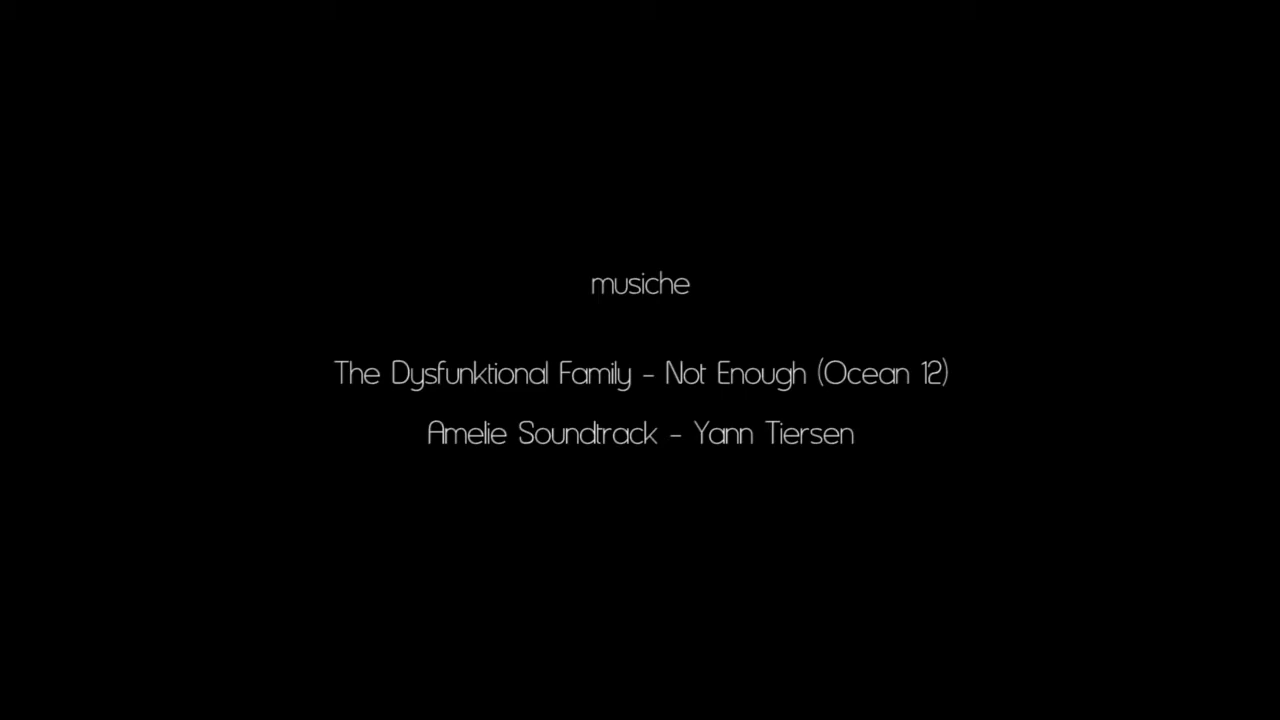 musiche
The Dysfunktional Family - Not Enough (Ocean 12)
Amelie Soundtrack - Yann Tiersen